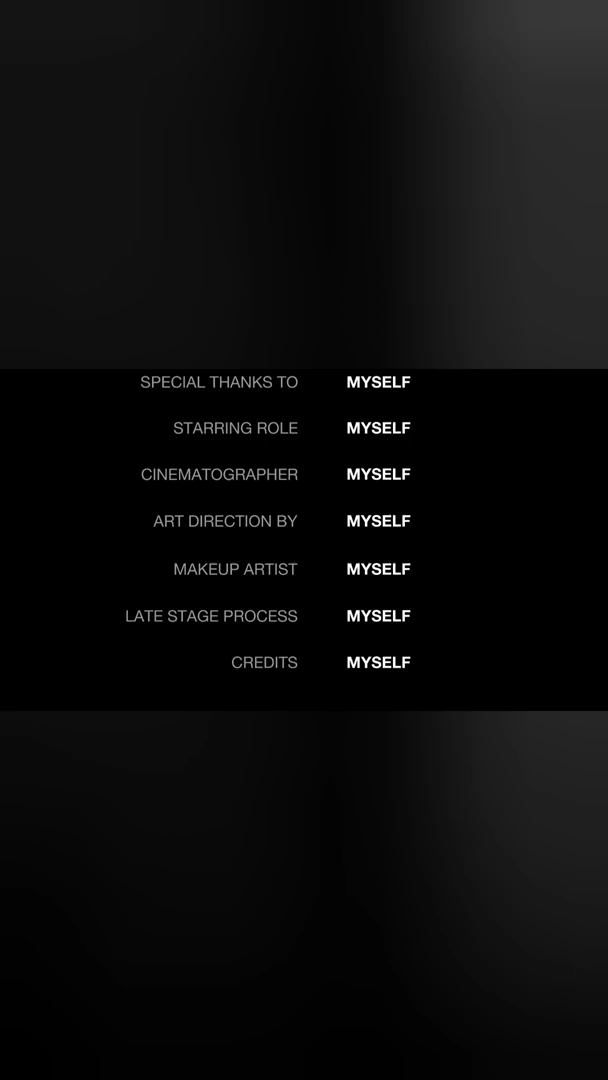 SPECIAL THANKS TO MYSELF
STARRING ROLE MYSELF
CINEMATOGRAPHER MYSELF
ART DIRECTION BY MYSELF
MAKEUP ARTIST MYSELF
LATE STAGE PROCESS MYSELF
CREDITS MYSELF